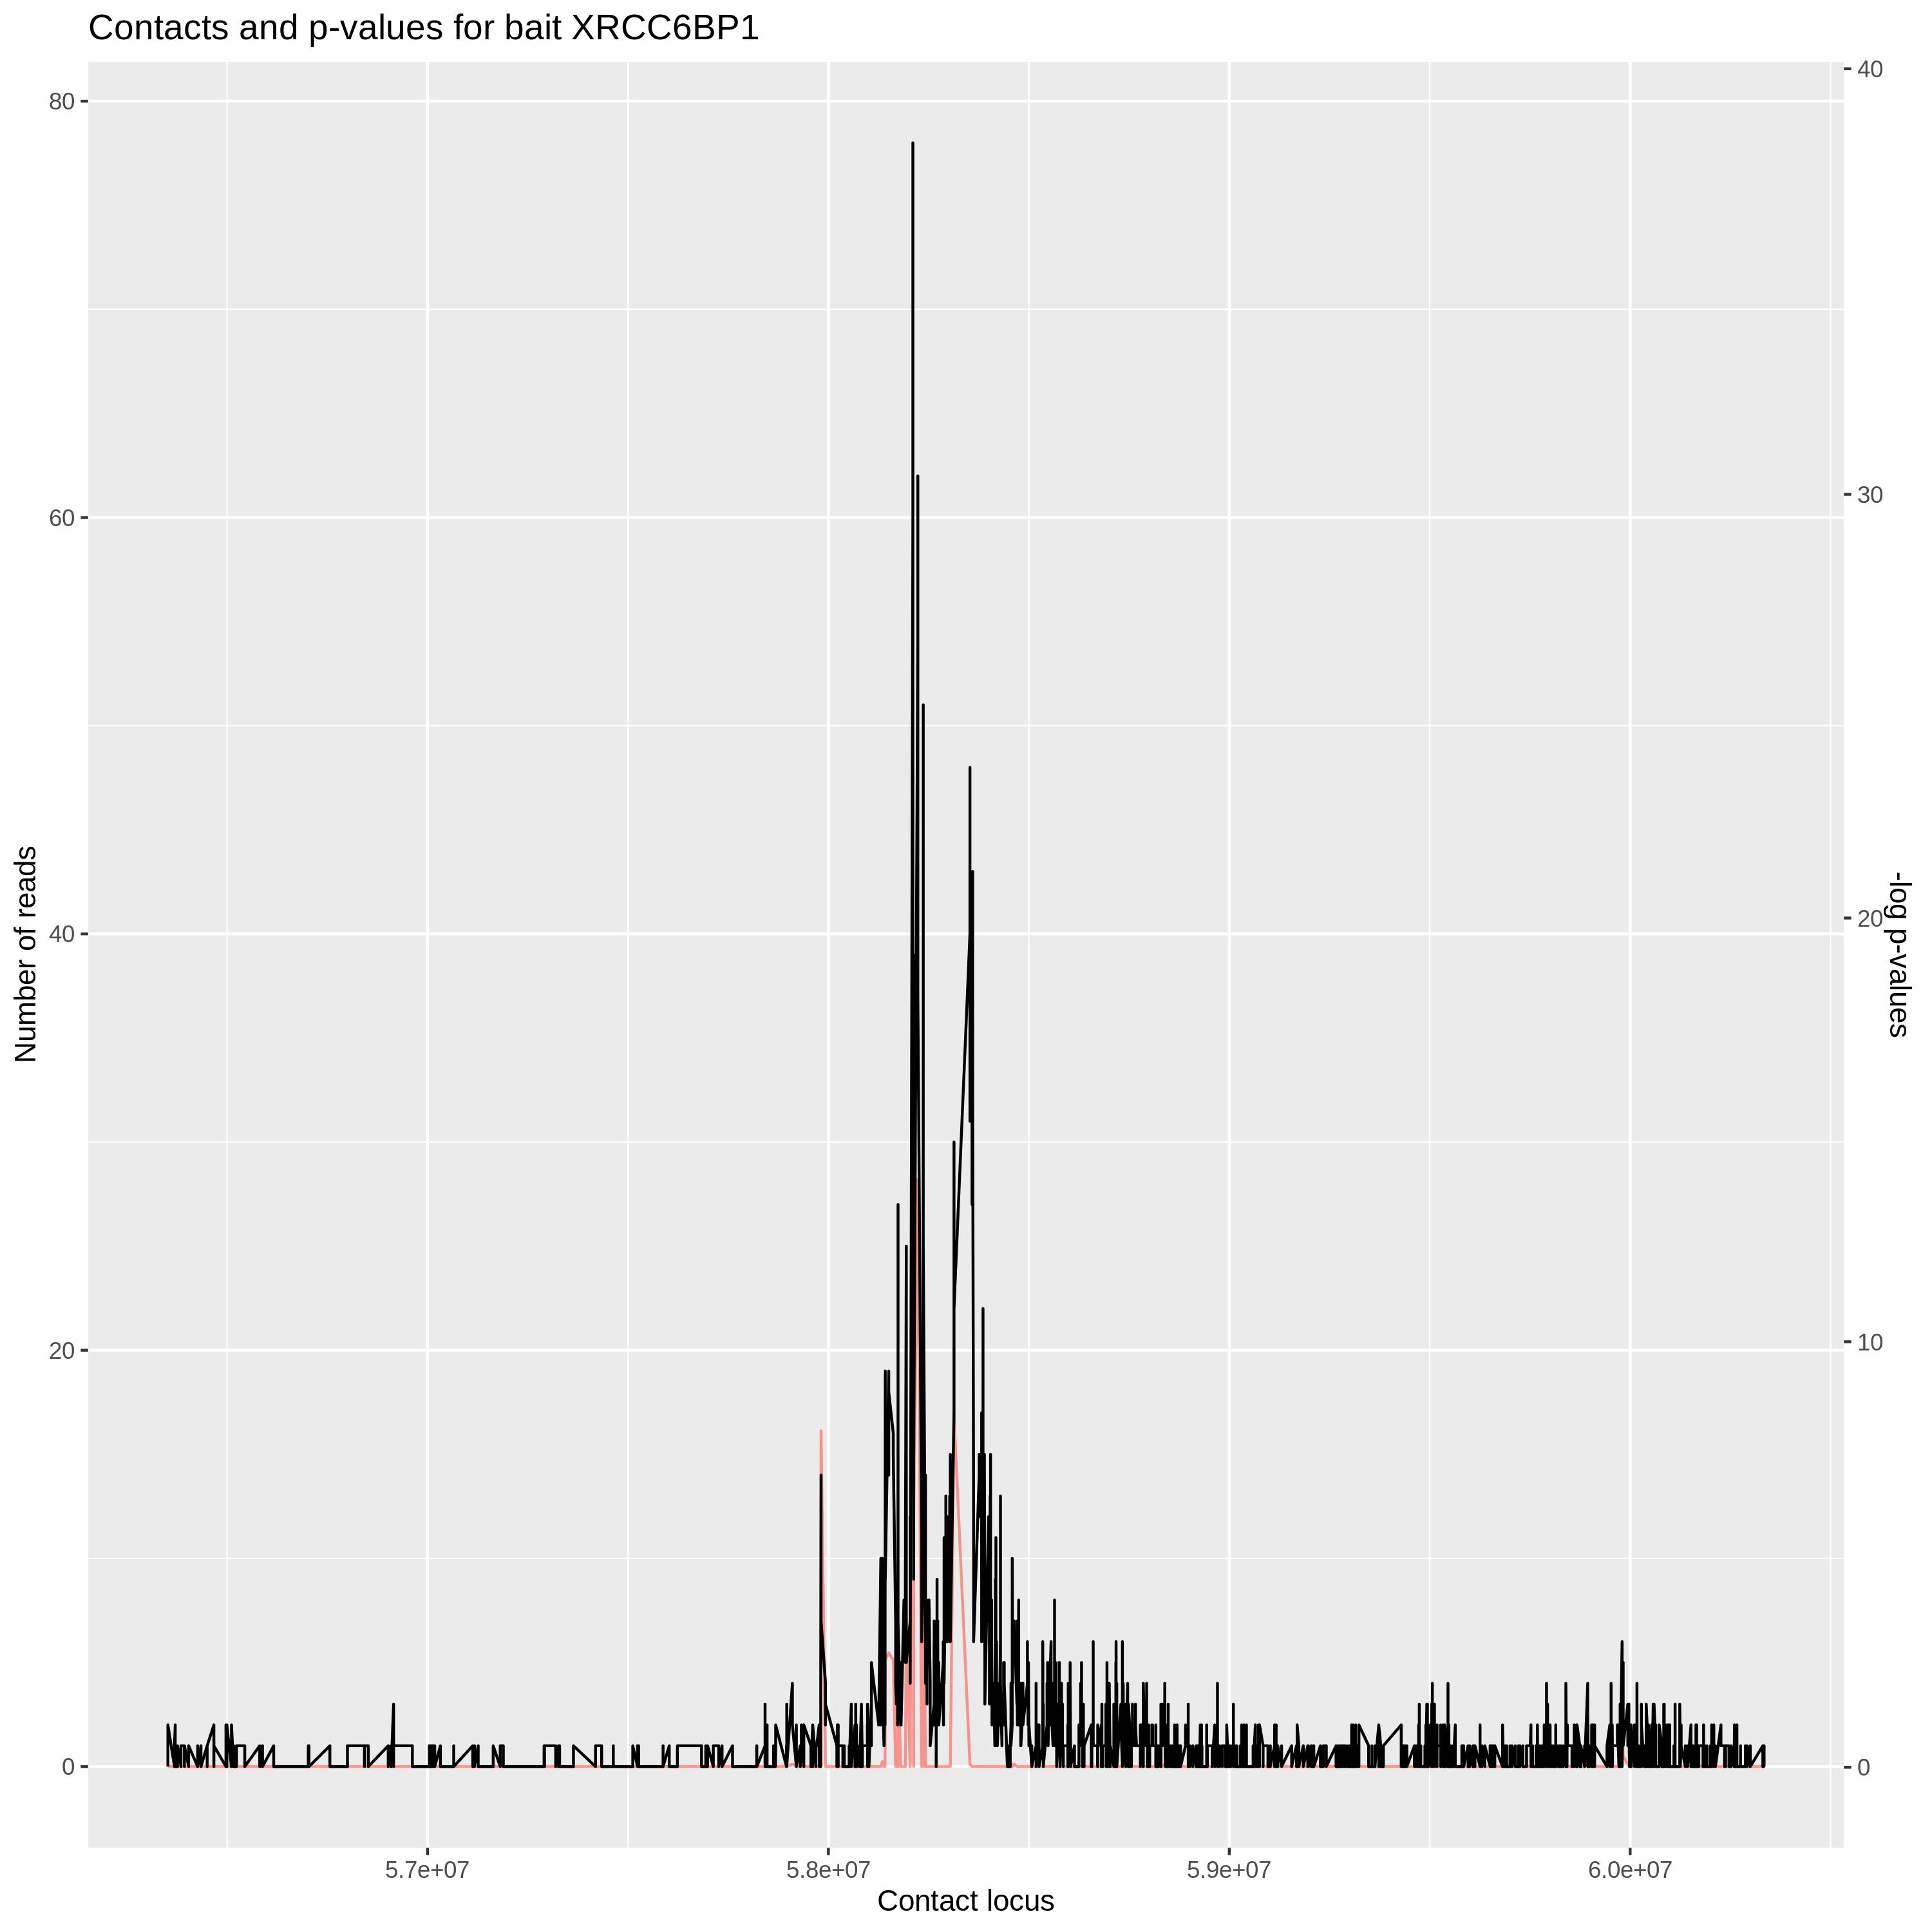 Contacts and p-values for bait XRCC6BP1
80
60
40
20
0
Number of reads
40
30
20
10
0
-log p-values
5.7e+07
5.8e+07
5.9e+07
6.0e+07
Contact locus